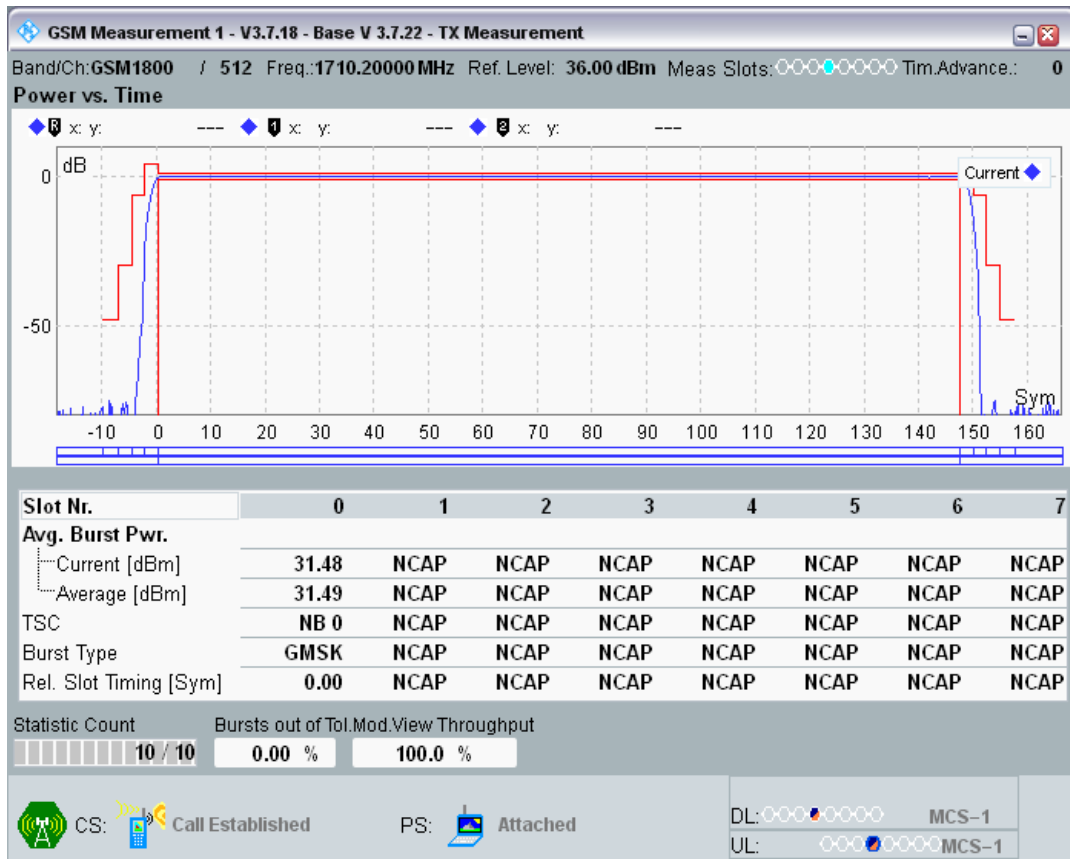 GSM Measurement 1 - V3.7.18 - Base V 3.7.22 - TX Measurement
Band/Ch:GSM1800 / 512 Freq.:1710.20000 MHz Ref. Level: 36.00 dBm Meas Slots: Tim.Advance.: 0
Power vs. Time
R x: y: --- 1 x: y: --- 2 x: y: ---
dB
Current
0
-50
Sym
-10 0 10 20 30 40 50 60 70 80 90 100 110 120 130 140 150 160
Slot Nr. 0 1 2 3 4 5 6 7
Avg. Burst Pwr.
Current [dBm] 31.48 NCAP NCAP NCAP NCAP NCAP NCAP NCAP
Average [dBm] 31.49 NCAP NCAP NCAP NCAP NCAP NCAP NCAP
TSC NB 0 NCAP NCAP NCAP NCAP NCAP NCAP NCAP
Burst Type GMSK NCAP NCAP NCAP NCAP NCAP NCAP NCAP
Rel. Slot Timing [Sym] 0.00 NCAP NCAP NCAP NCAP NCAP NCAP NCAP
Statistic Count Bursts out of Tol. Mod.View Throughput
10 / 10 0.00 % 100.0 %
CS: Call Established PS: Attached
DL: MCS-1
UL: MCS-1